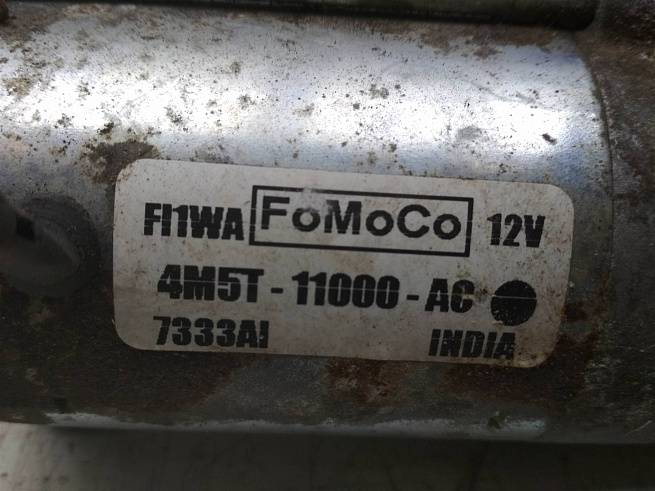 FI1WA FoMoCo 12V
4M5T - 11000 - AC
7333AI INDIA